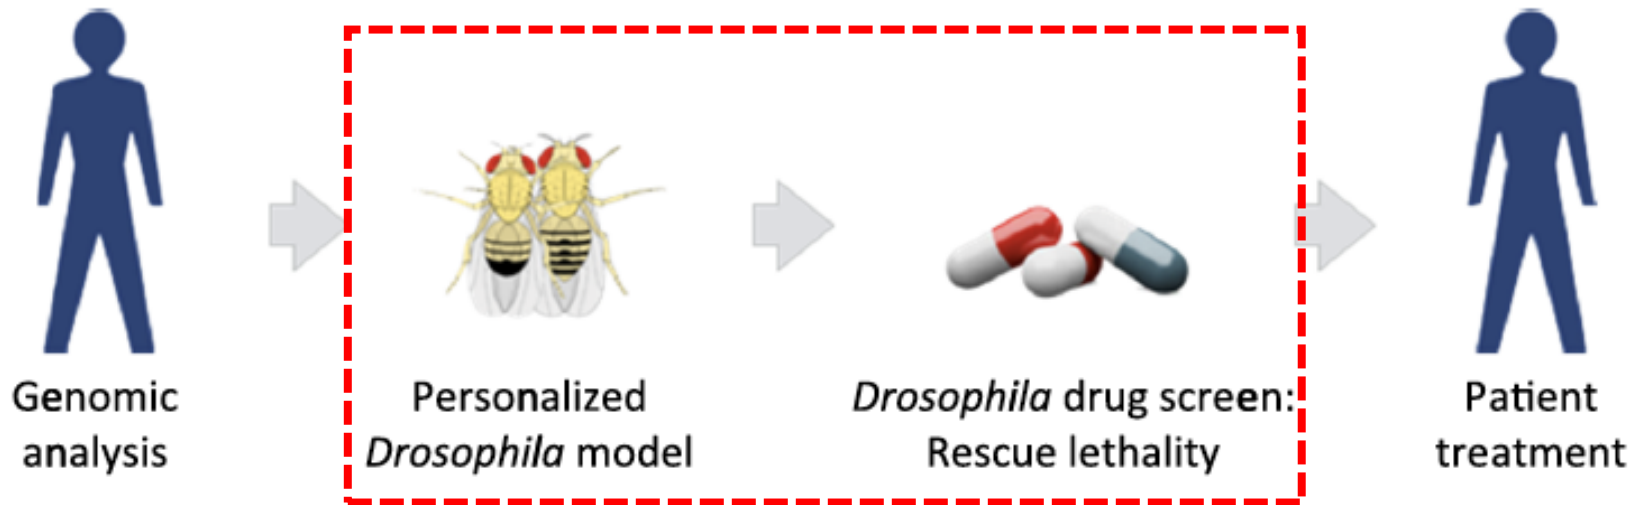 Genomic
analysis
Personalized
Drosophila model
Drosophila drug screen:
Rescue lethality
Patient
treatment